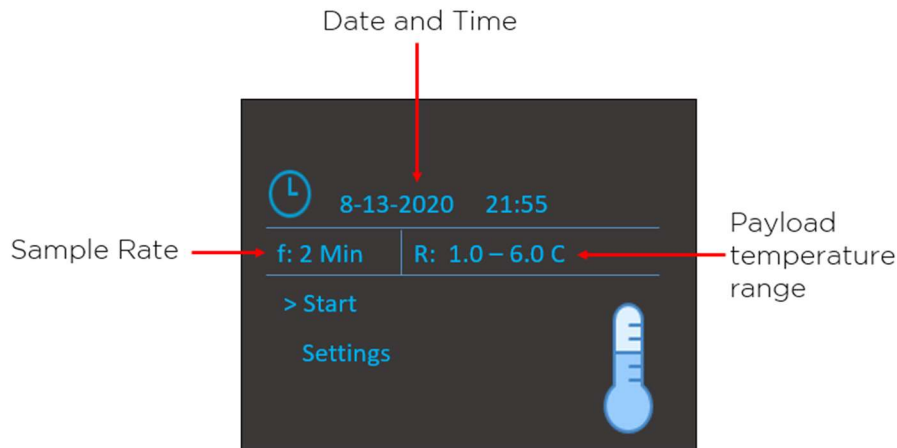 Date and Time
8-13-2020 21:55
Sample Rate
f: 2 Min
R: 1.0 – 6.0 C
Payload
temperature
range
> Start
Settings